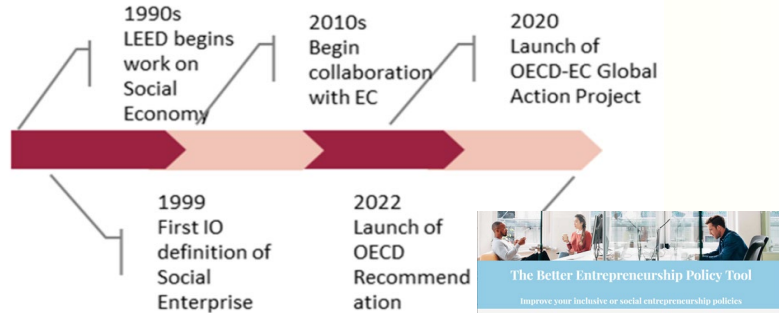 1990s
LEED begins
work on
Social
Economy
2010s
Begin
collaboration
with EC
2020
Launch of
OECD-EC Global
Action Project
1999
First IO
definition of
Social
Enterprise
2022
Launch of
OECD
Recommend
ation
The Better Entrepreneurship Policy Tool
Improve your inclusive or social entrepreneurship policies